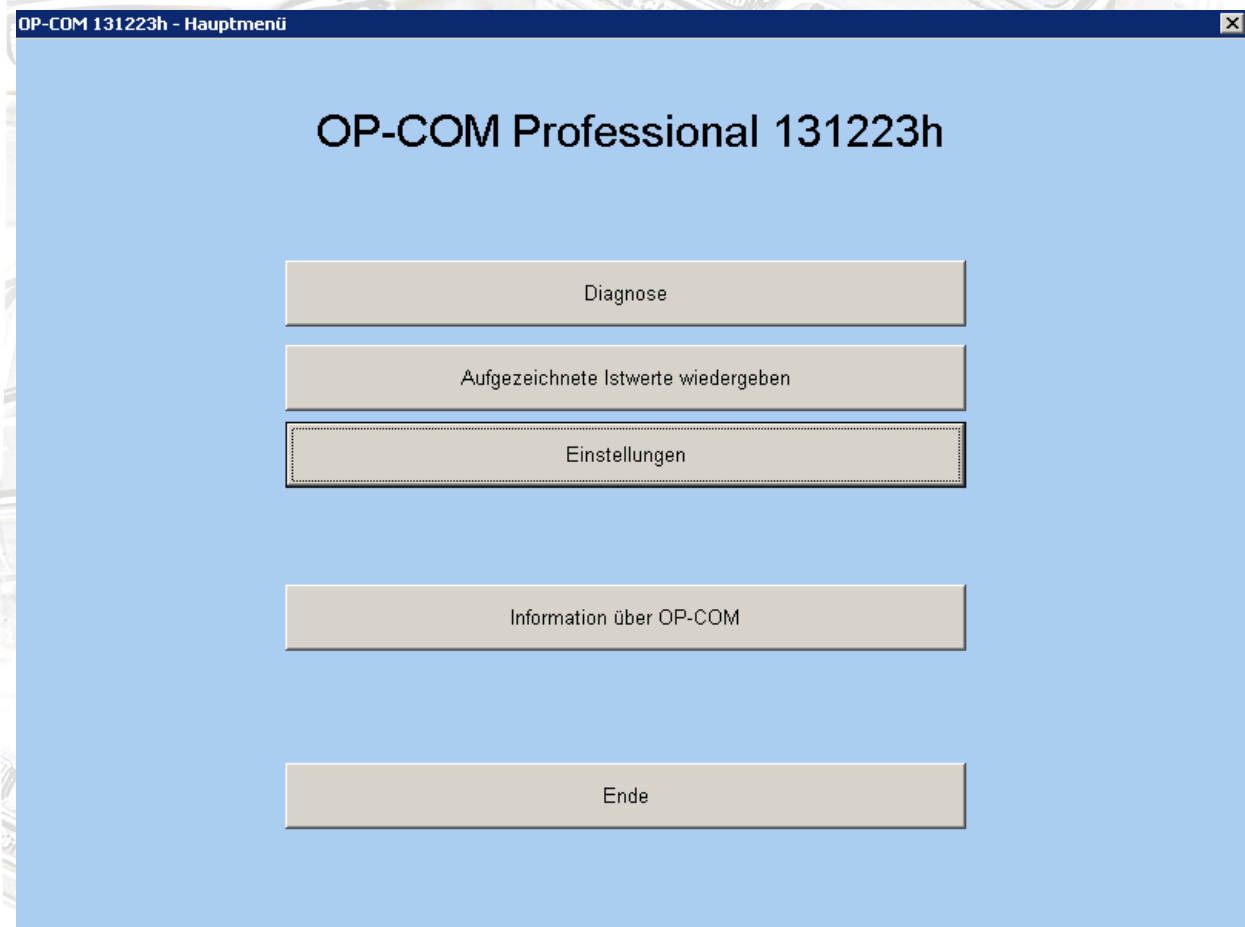 OP-COM 131223h - Hauptmenü
OP-COM Professional 131223h
Diagnose
Aufgezeichnete Istwerte wiedergeben
Einstellungen
Information über OP-COM
Ende